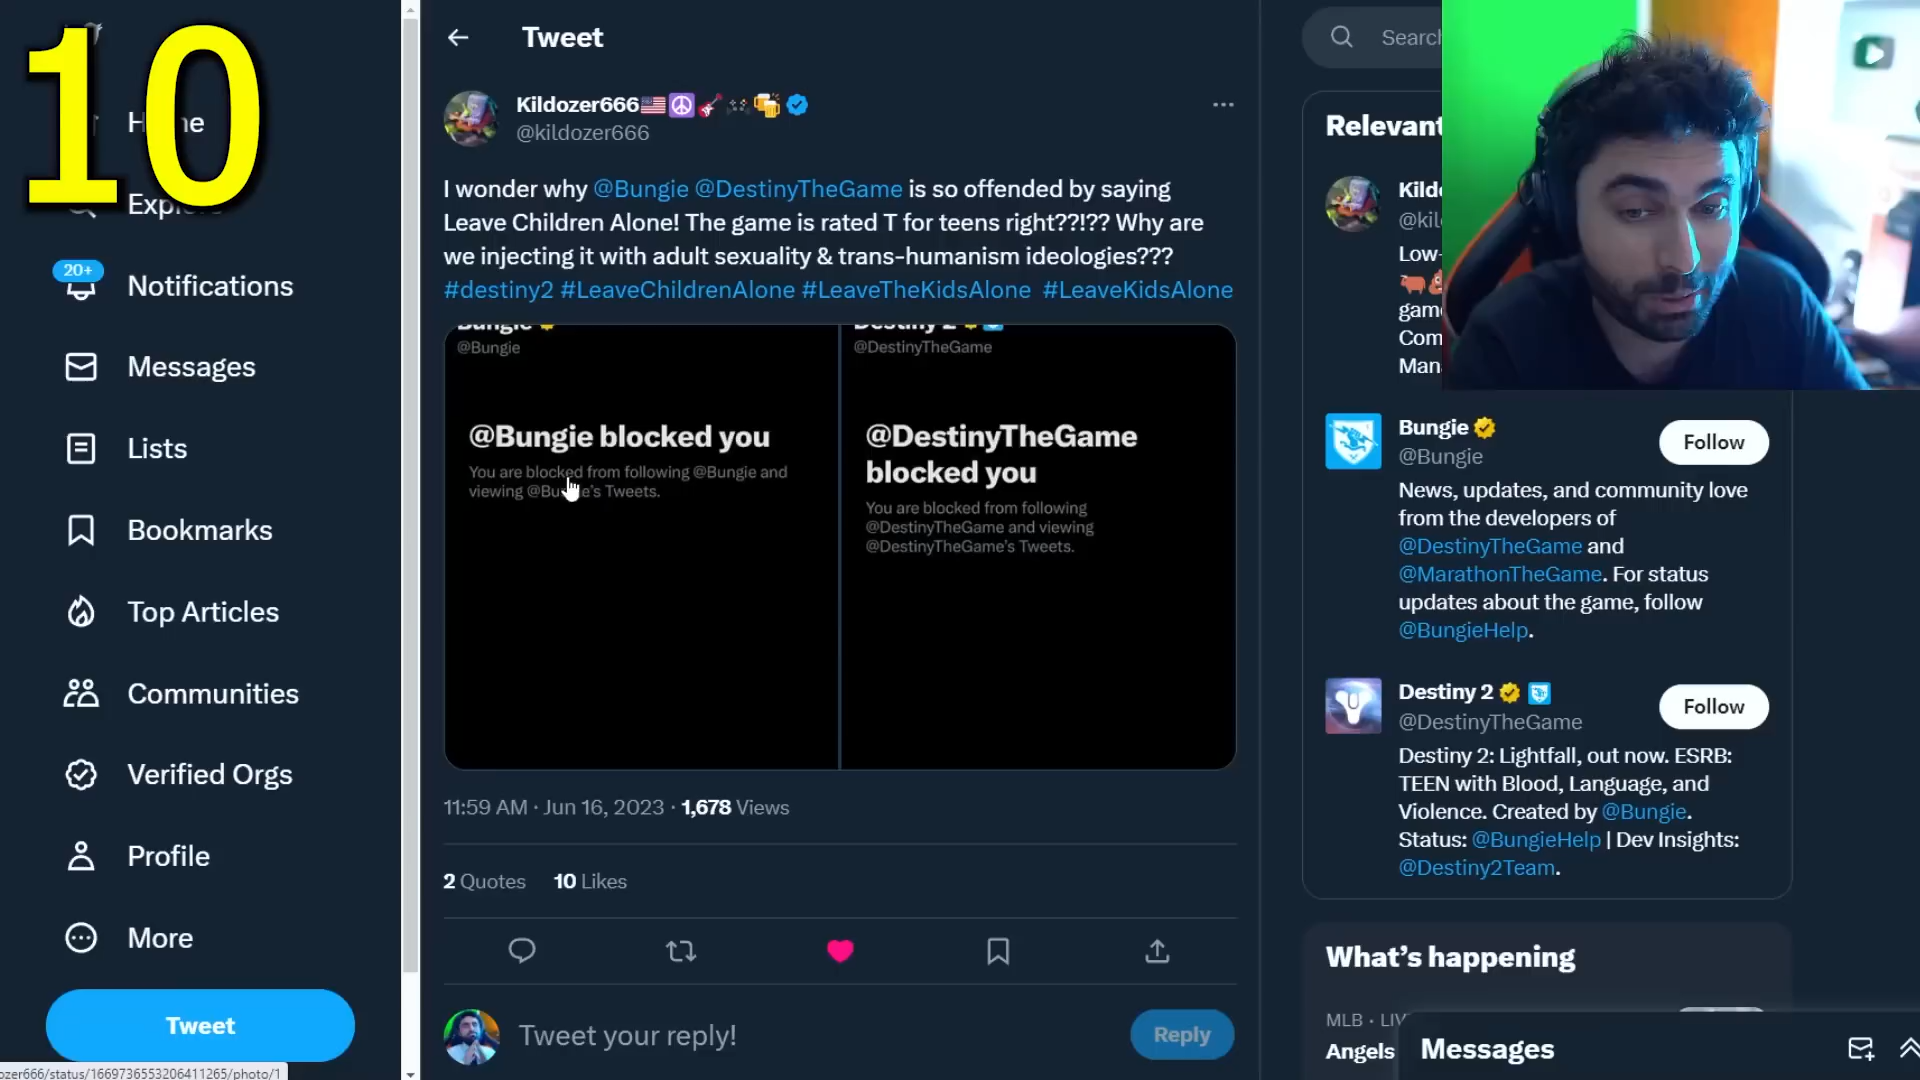 10
Home
Explore
20+
Notifications
Messages
Lists
Bookmarks
Top Articles
Communities
Verified Orgs
Profile
More
Tweet
ozer666/status/1669736553206411265/photo/1
Tweet
Kildozer666
@kildozer666
I wonder why @Bungie @DestinyTheGame is so offended by saying
Leave Children Alone! The game is rated T for teens right??!?? Why are
we injecting it with adult sexuality & trans-humanism ideologies???
#destiny2 #LeaveChildrenAlone #LeaveTheKidsAlone #LeaveKidsAlone
Bungie
@Bungie
@Bungie blocked you
You are blocked from following @Bungie and
viewing @Bungie's Tweets.
Destiny 2
@DestinyTheGame
@DestinyTheGame
blocked you
You are blocked from following
@DestinyTheGame and viewing
@DestinyTheGame's Tweets.
11:59 AM · Jun 16, 2023 · 1,678 Views
2 Quotes 10 Likes
Tweet your reply!
Reply
Search
Relevant
Kild
@kil
Low-
game
Com
Man
Bungie
@Bungie
Follow
News, updates, and community love
from the developers of
@DestinyTheGame and
@MarathonTheGame. For status
updates about the game, follow
@BungieHelp.
Destiny 2
@DestinyTheGame
Follow
Destiny 2: Lightfall, out now. ESRB:
TEEN with Blood, Language, and
Violence. Created by @Bungie.
Status: @BungieHelp | Dev Insights:
@Destiny2Team.
What's happening
MLB · LIV
Angels
Messages